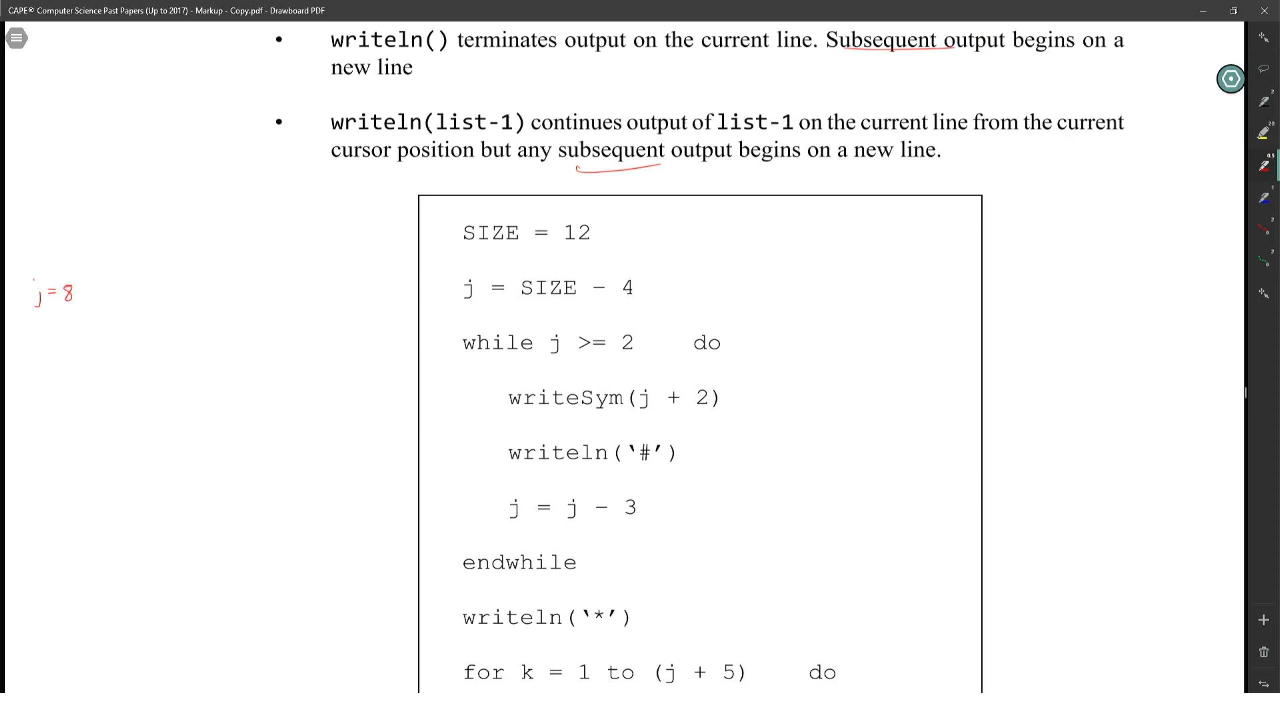 CAPE® Computer Science Past Papers (Up to 2017) - Markup - Copy.pdf - Drawboard PDF
• writeln() terminates output on the current line. Subsequent output begins on a
new line
• writeln(list-1) continues output of list-1 on the current line from the current
cursor position but any subsequent output begins on a new line.
SIZE = 12
j = 8
j = SIZE - 4
while j >= 2 do
writeSym(j + 2)
writeln(‵#′)
j = j - 3
endwhile
writeln(‵*′)
for k = 1 to (j + 5) do